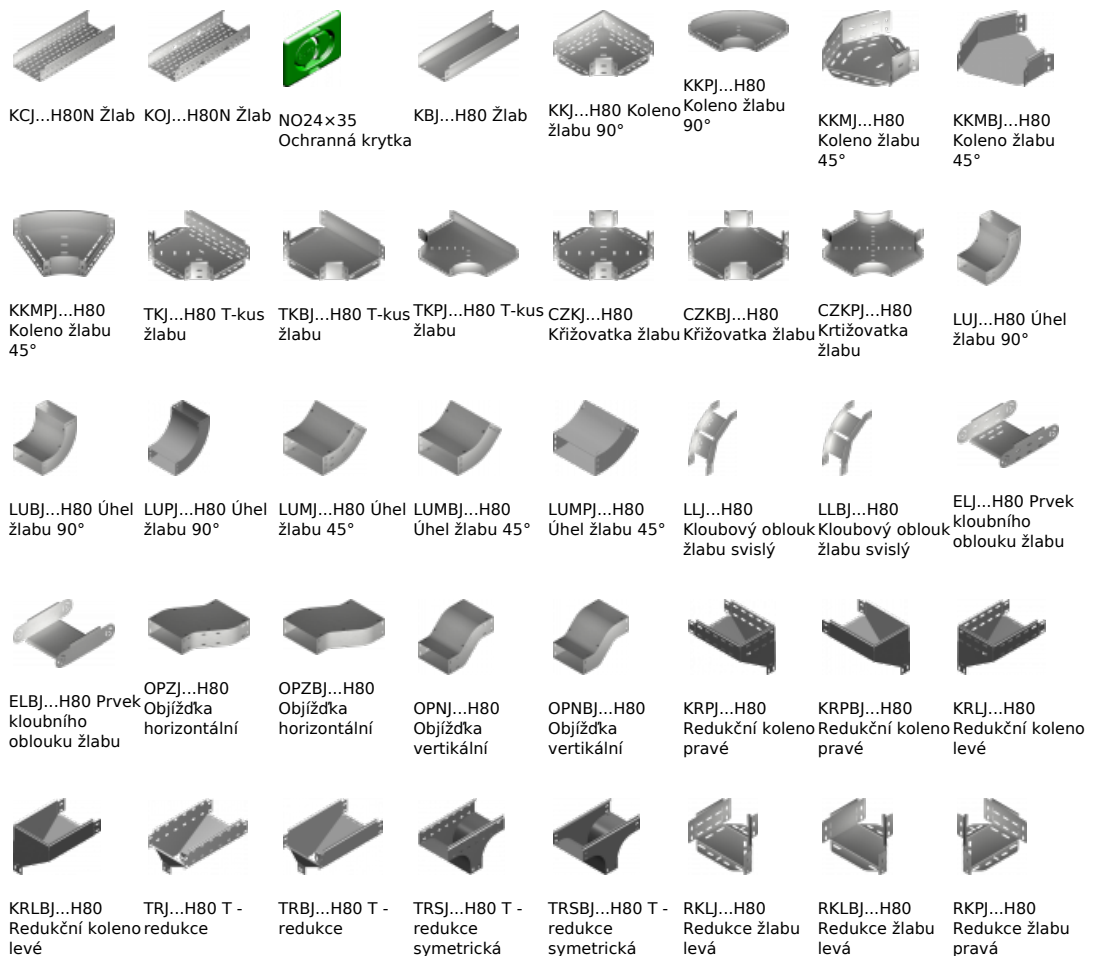 KCJ...H80N Žlab
KOJ...H80N Žlab
NO24×35
Ochranná krytka
KBJ...H80 Žlab
KKJ...H80 Koleno
žlabu 90°
KKPJ...H80
Koleno žlabu
90°
KKMJ...H80
Koleno žlabu
45°
KKMBJ...H80
Koleno žlabu
45°
KKMPJ...H80
Koleno žlabu
45°
TKJ...H80 T-kus
žlabu
TKBJ...H80 T-kus
žlabu
TKPJ...H80 T-kus
žlabu
CZKJ...H80
Křižovatka žlabu
CZKBJ...H80
Křižovatka žlabu
CZKPJ...H80
Krtižovatka
žlabu
LUJ...H80 Úhel
žlabu 90°
LUBJ...H80 Úhel
žlabu 90°
LUPJ...H80 Úhel
žlabu 90°
LUMJ...H80 Úhel
žlabu 45°
LUMBJ...H80
Úhel žlabu 45°
LUMPJ...H80
Úhel žlabu 45°
LLJ...H80
Kloubový oblouk
žlabu svislý
LLBJ...H80
Kloubový oblouk
žlabu svislý
ELJ...H80 Prvek
kloubního
oblouku žlabu
ELBJ...H80 Prvek
kloubního
oblouku žlabu
OPZJ...H80
Objížďka
horizontální
OPZBJ...H80
Objížďka
horizontální
OPNJ...H80
Objížďka
vertikální
OPNBJ...H80
Objížďka
vertikální
KRPJ...H80
Redukční koleno
pravé
KRPBJ...H80
Redukční koleno
pravé
KRLJ...H80
Redukční koleno
levé
KRLBJ...H80
Redukční koleno
levé
TRJ...H80 T -
redukce
TRBJ...H80 T -
redukce
TRSJ...H80 T -
redukce
symetrická
TRSBJ...H80 T -
redukce
symetrická
RKLJ...H80
Redukce žlabu
levá
RKLBJ...H80
Redukce žlabu
levá
RKPJ...H80
Redukce žlabu
pravá